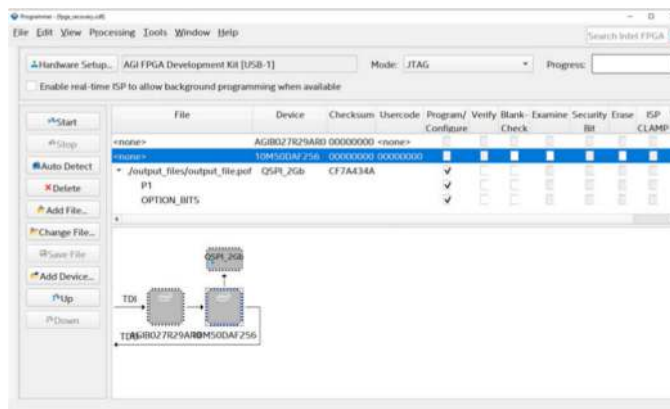 Programmer - [fpga_recovery.cdf]
File Edit View Processing Tools Window Help
Search Intel FPGA
Hardware Setup... AGI FPGA Development Kit [USB-1] Mode: JTAG Progress:
Enable real-time ISP to allow background programming when available
File Device Checksum Usercode Program/ Configure Verify Blank- Check Examine Security Bit Erase ISP CLAMP
Start
Stop
Auto Detect
Delete
Add File...
Change File...
Save File
Add Device...
Up
Down
<none> AGIB027R29AR0 00000000 <none>
<none> 10M50DAF256 00000000 00000000
./output_files/output_file.pof QSPI_2Gb CF7A434A
P1
OPTION_BITS
QSPI_2Gb
TDI
intel
intel
TDO AGIB027R29AR0 10M50DAF256